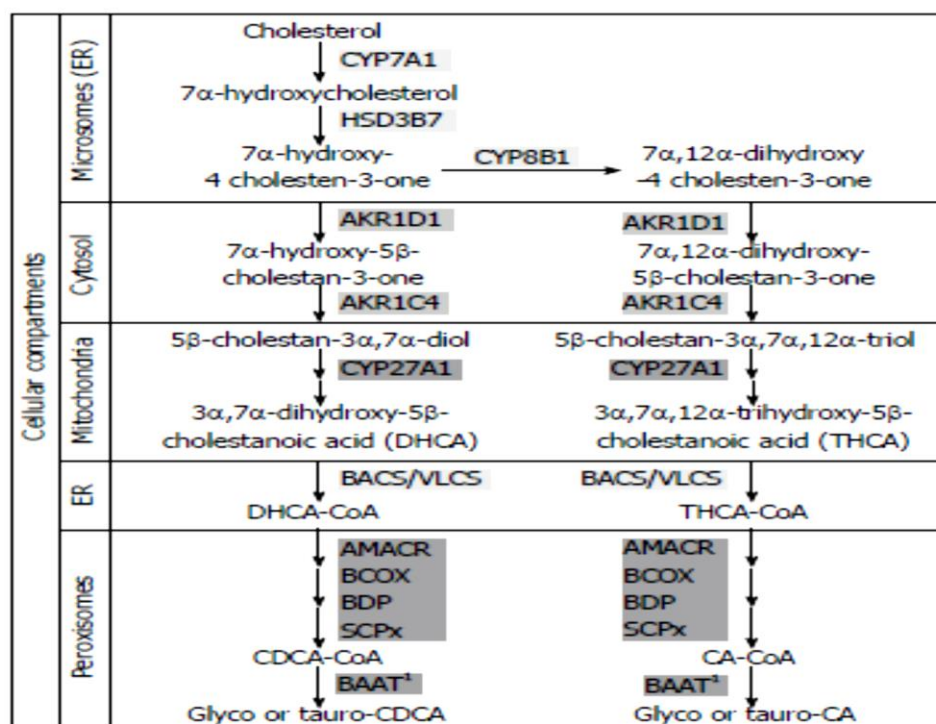 Cellular compartments
Microsomes (ER)
Cholesterol
CYP7A1
7α-hydroxycholesterol
HSD3B7
7α-hydroxy-
4 cholesten-3-one
CYP8B1
7α,12α-dihydroxy
-4 cholesten-3-one
Cytosol
AKR1D1
AKR1D1
7α-hydroxy-5β-
cholestan-3-one
7α,12α-dihydroxy-
5β-cholestan-3-one
AKR1C4
AKR1C4
Mitochondria
5β-cholestan-3α,7α-diol
5β-cholestan-3α,7α,12α-triol
CYP27A1
CYP27A1
3α,7α-dihydroxy-5β-
cholestanoic acid (DHCA)
3α,7α,12α-trihydroxy-5β-
cholestanoic acid (THCA)
ER
BACS/VLCS
BACS/VLCS
DHCA-CoA
THCA-CoA
Peroxisomes
AMACR
BCOX
BDP
SCPx
AMACR
BCOX
BDP
SCPx
CDCA-CoA
CA-CoA
BAAT¹
BAAT¹
Glyco or tauro-CDCA
Glyco or tauro-CA